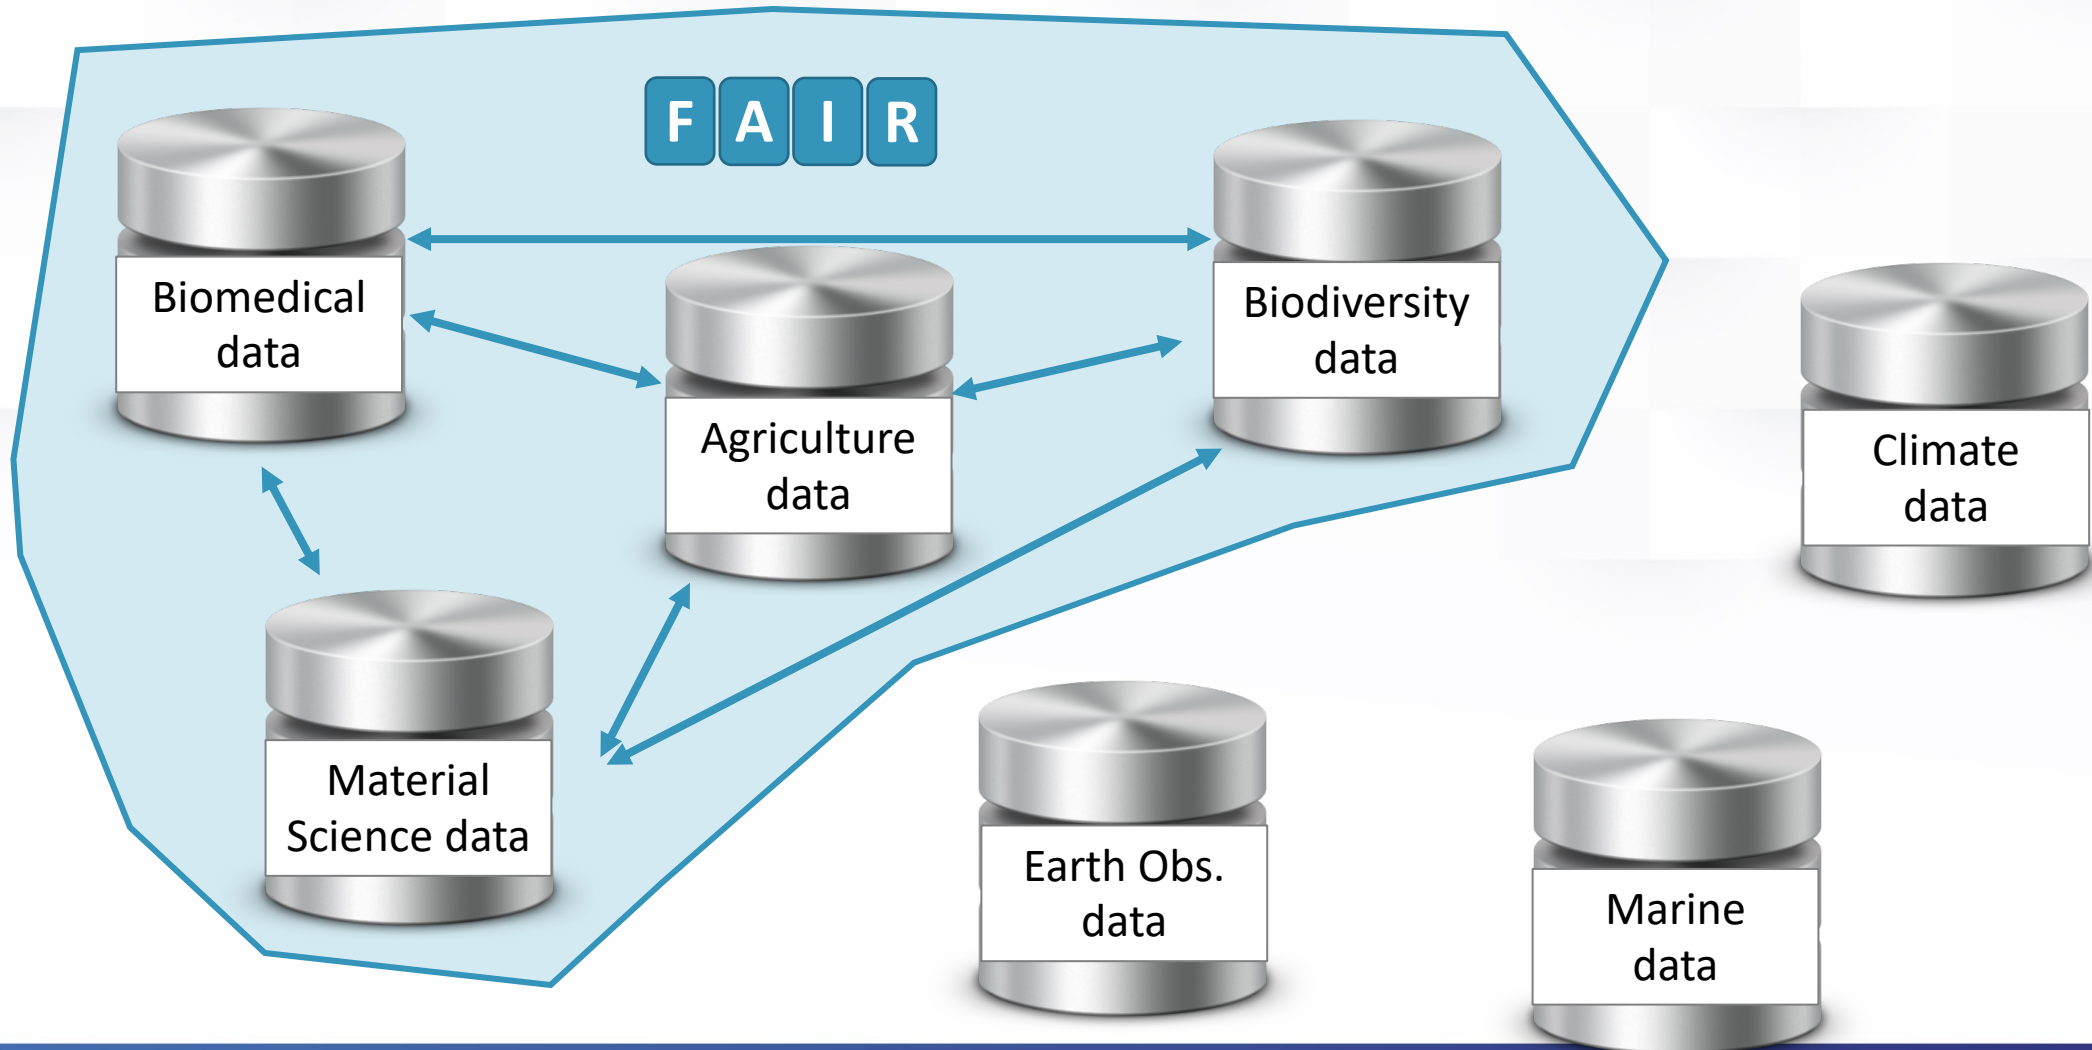 F A I R
Biomedical
data
Agriculture
data
Biodiversity
data
Climate
data
Material
Science data
Earth Obs.
data
Marine
data